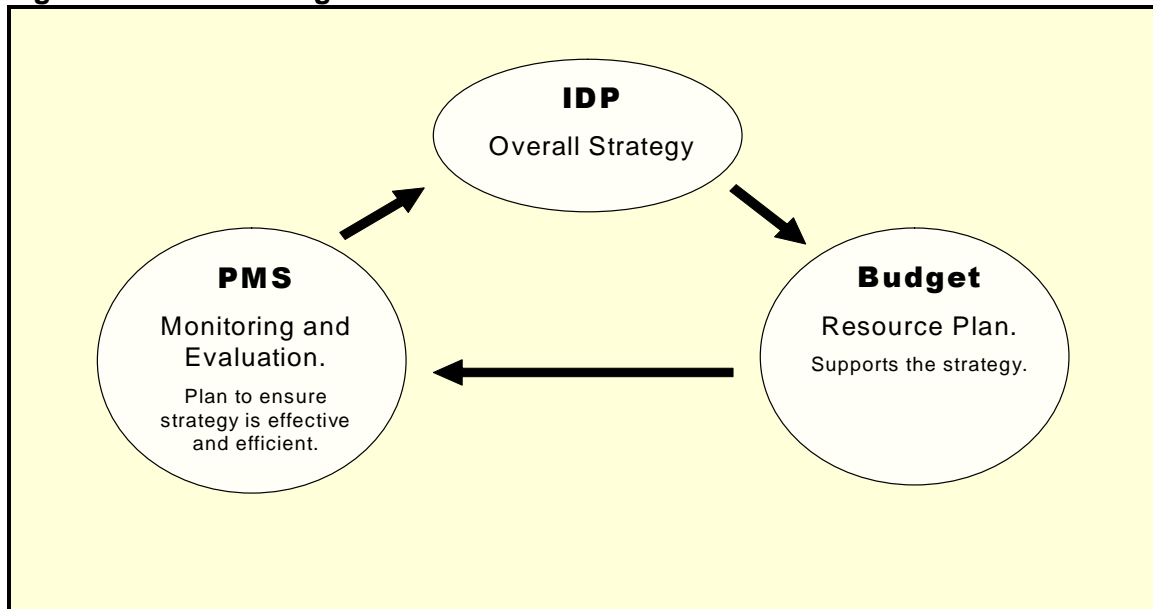 IDP
Overall Strategy
PMS
Monitoring and
Evaluation.
Plan to ensure
strategy is effective
and efficient.
Budget
Resource Plan.
Supports the strategy.